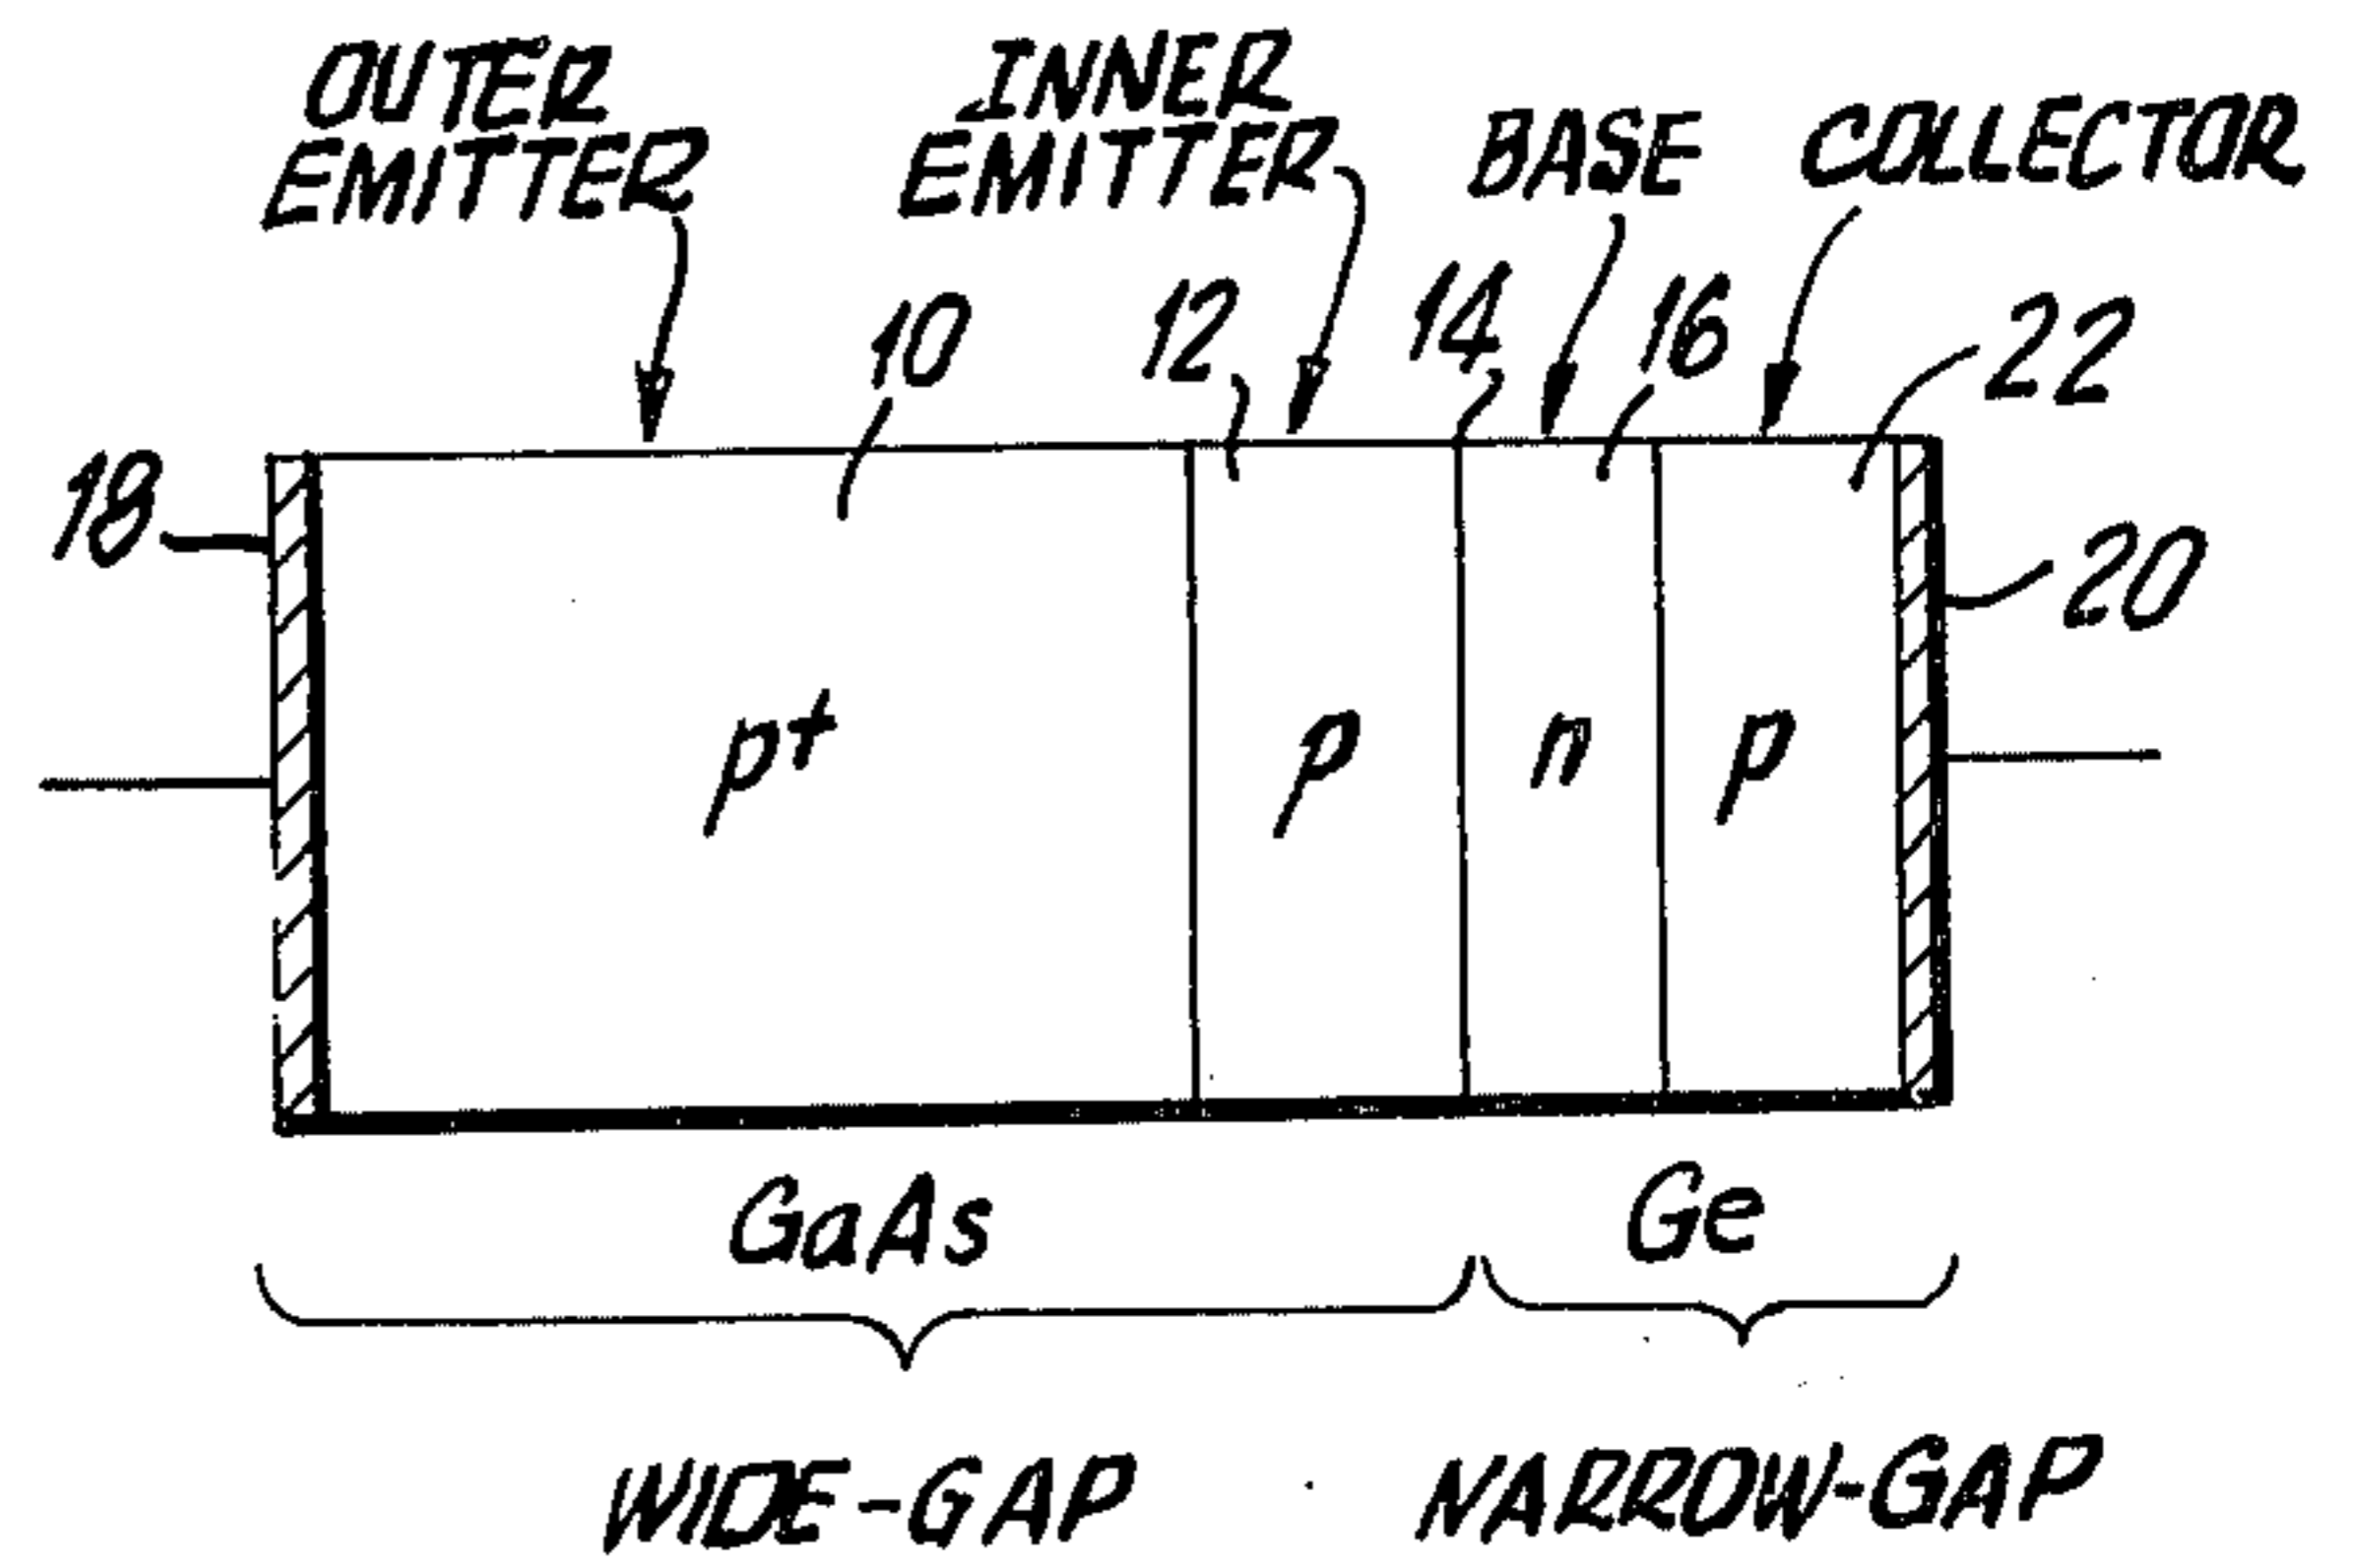 OUTER
EMITTER
INNER
EMITTER
BASE
COLLECTOR
10
12
14
16
22
18
20
p+
p
n
p
GaAs
Ge
WIDE-GAP
NARROW-GAP